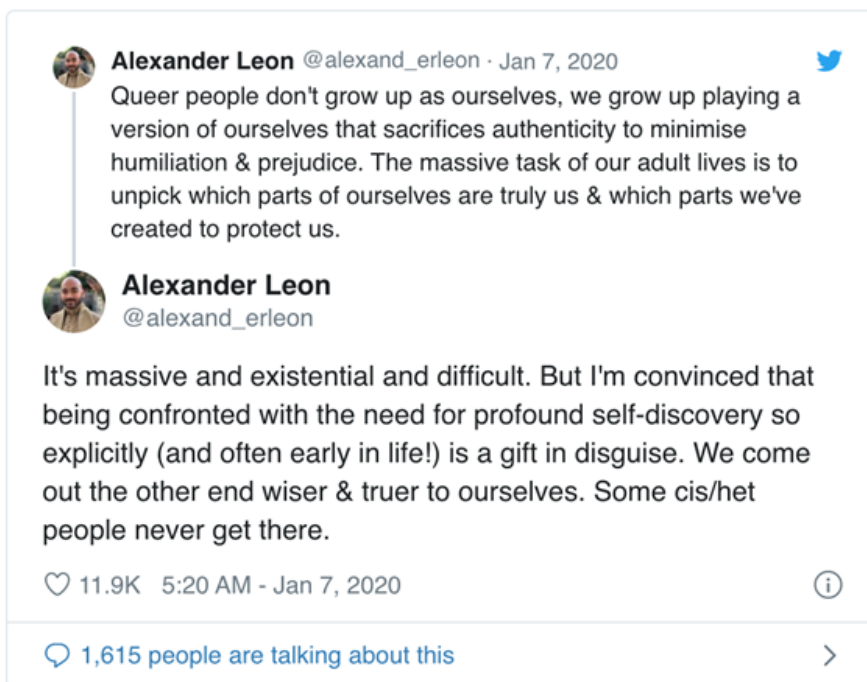 Alexander Leon @alexand_erleon · Jan 7, 2020
Queer people don't grow up as ourselves, we grow up playing a
version of ourselves that sacrifices authenticity to minimise
humiliation & prejudice. The massive task of our adult lives is to
unpick which parts of ourselves are truly us & which parts we've
created to protect us.
Alexander Leon
@alexand_erleon
It's massive and existential and difficult. But I'm convinced that
being confronted with the need for profound self-discovery so
explicitly (and often early in life!) is a gift in disguise. We come
out the other end wiser & truer to ourselves. Some cis/het
people never get there.
11.9K 5:20 AM - Jan 7, 2020
1,615 people are talking about this